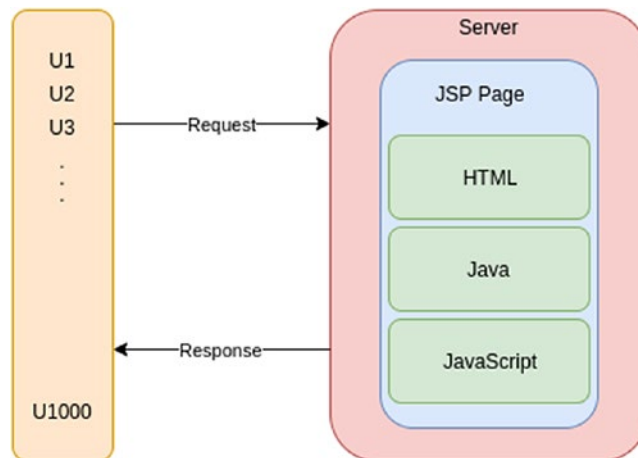 U1
U2
U3
.
.
.
U1000
Request
Response
Server
JSP Page
HTML
Java
JavaScript